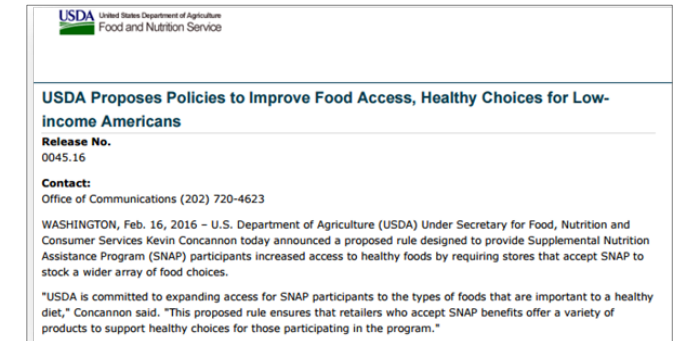 USDA United States Department of Agriculture
Food and Nutrition Service
USDA Proposes Policies to Improve Food Access, Healthy Choices for Low-
income Americans
Release No.
0045.16
Contact:
Office of Communications (202) 720-4623
WASHINGTON, Feb. 16, 2016 – U.S. Department of Agriculture (USDA) Under Secretary for Food, Nutrition and
Consumer Services Kevin Concannon today announced a proposed rule designed to provide Supplemental Nutrition
Assistance Program (SNAP) participants increased access to healthy foods by requiring stores that accept SNAP to
stock a wider array of food choices.
"USDA is committed to expanding access for SNAP participants to the types of foods that are important to a healthy
diet," Concannon said. "This proposed rule ensures that retailers who accept SNAP benefits offer a variety of
products to support healthy choices for those participating in the program."